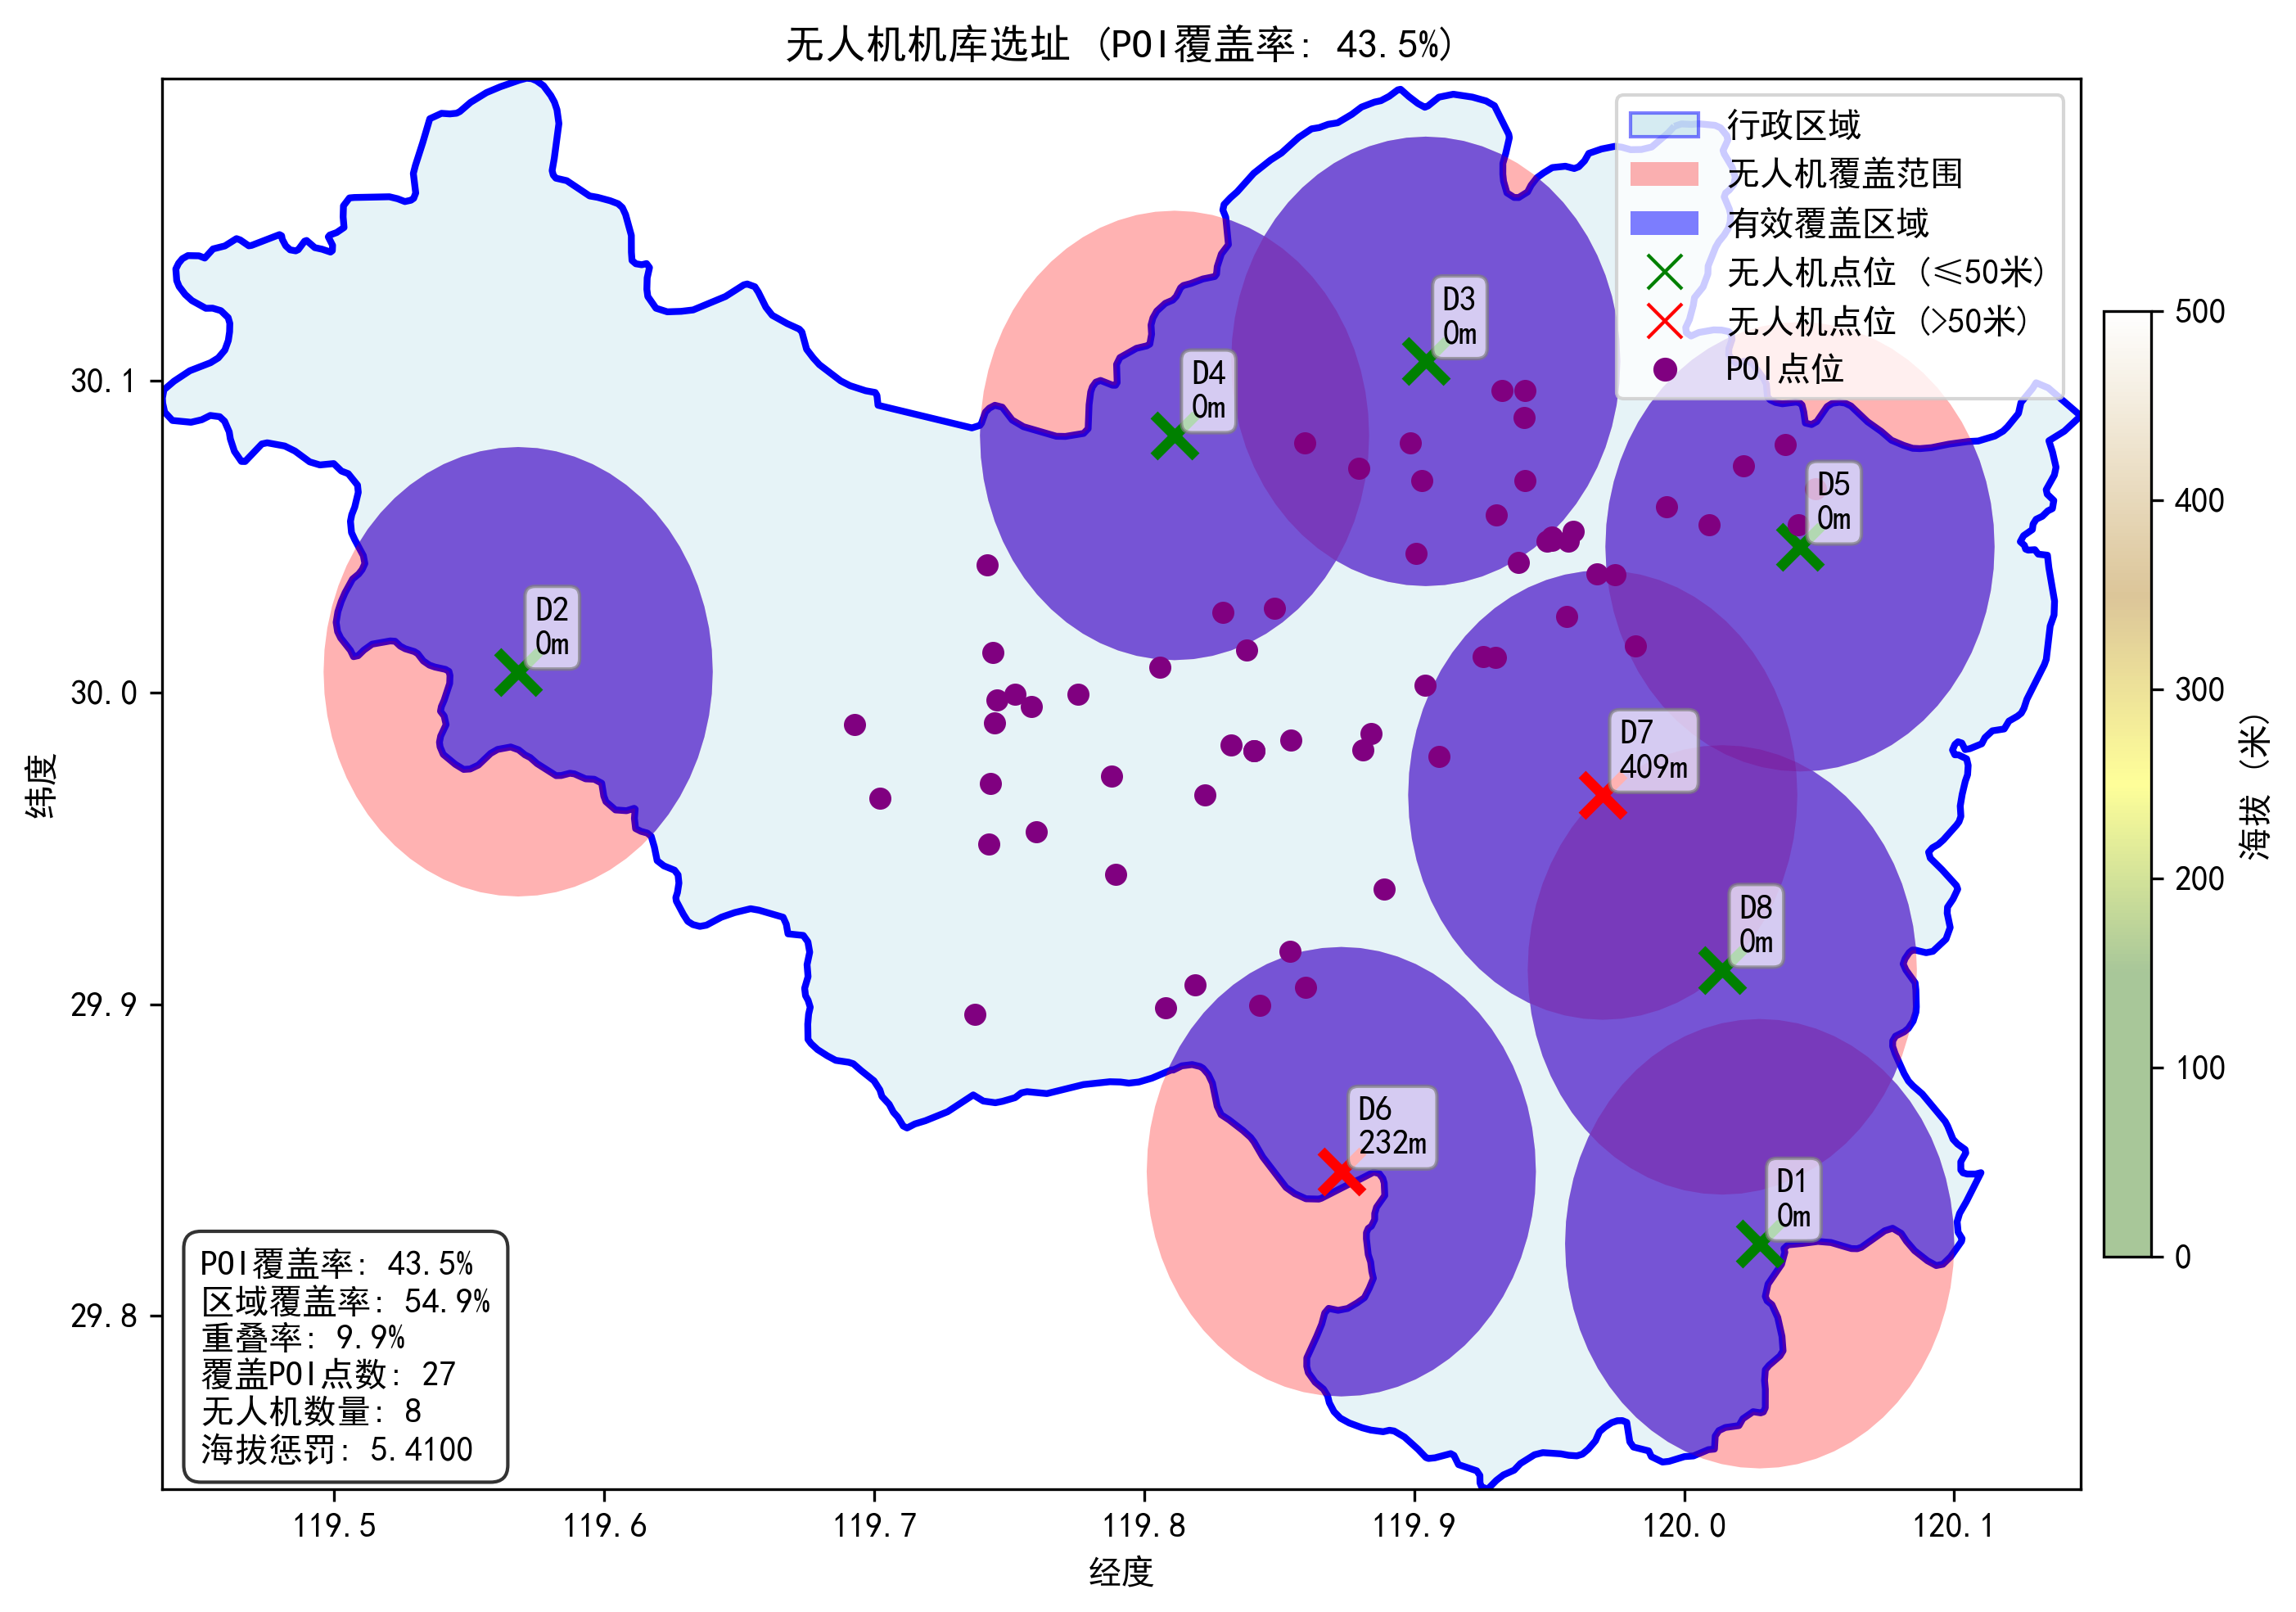 无人机机库选址 (POI覆盖率: 43.5%)
行政区域
无人机覆盖范围
有效覆盖区域
无人机点位 (≤50米)
无人机点位 (>50米)
POI点位
D3
0m
D4
0m
D5
0m
D2
0m
D7
409m
D8
0m
D6
232m
D1
0m
POI覆盖率: 43.5%
区域覆盖率: 54.9%
重叠率: 9.9%
覆盖POI点数: 27
无人机数量: 8
海拔惩罚: 5.4100
30.1
30.0
29.9
29.8
纬度
119.5
119.6
119.7
119.8
119.9
120.0
120.1
经度
500
400
300
200
100
0
海拔 (米)